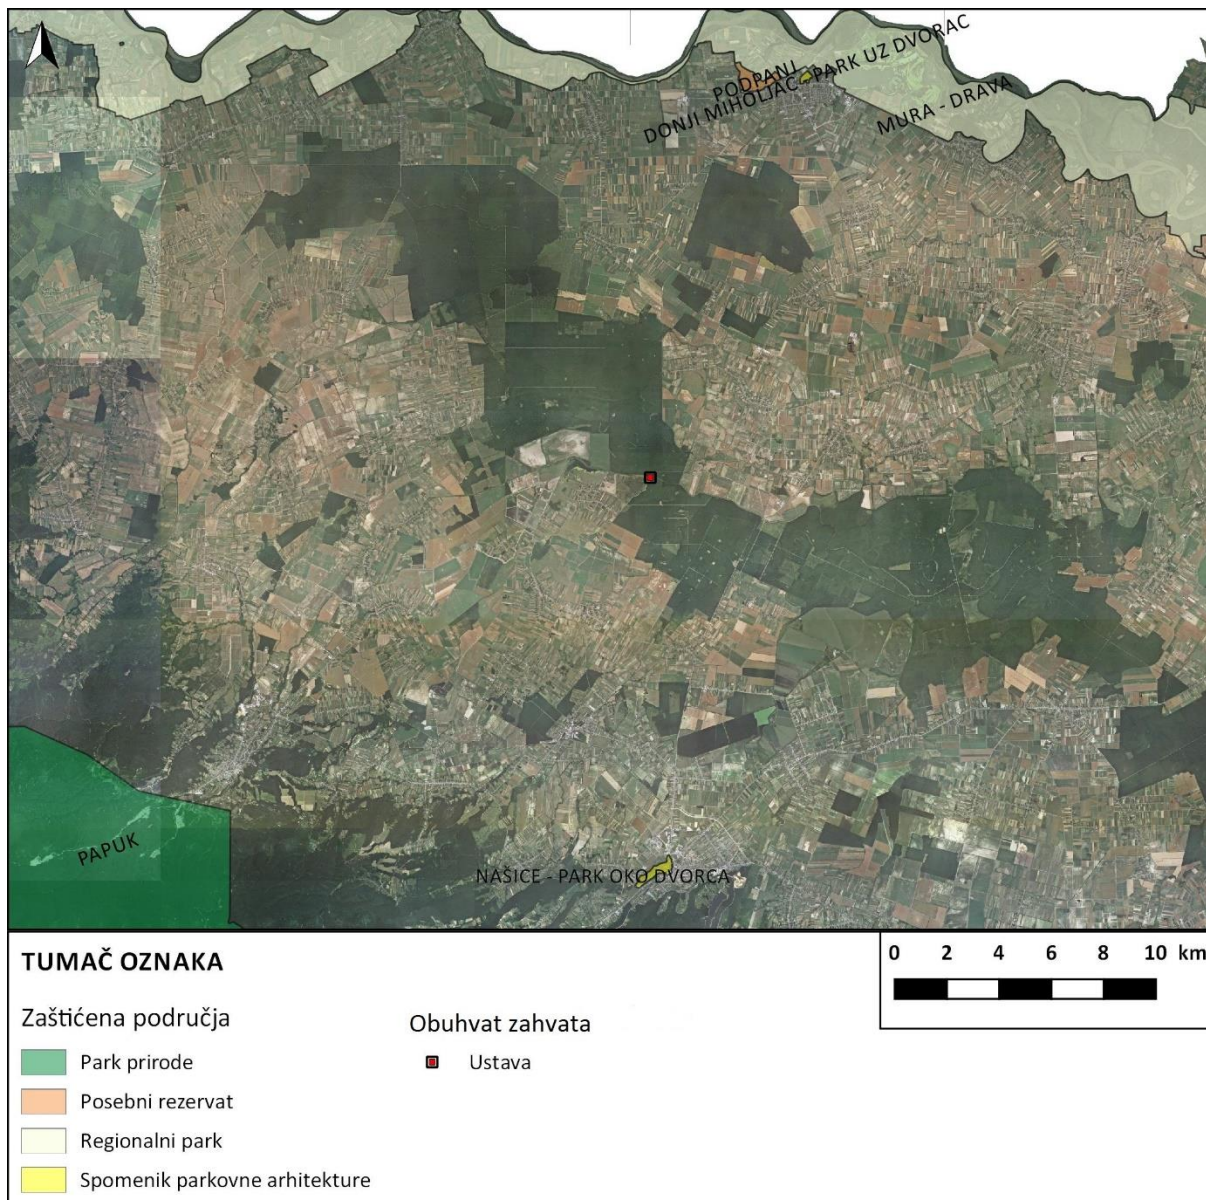 PODPANJ
DONJI MIHOLJAC - PARK UZ DVORAC
MURA - DRAVA
PAPUK
NAŠICE - PARK OKO DVORCA
TUMAČ OZNAKA
Zaštićena područja
Park prirode
Posebni rezervat
Regionalni park
Spomenik parkovne arhitekture
Obuhvat zahvata
Ustava
0 2 4 6 8 10 km